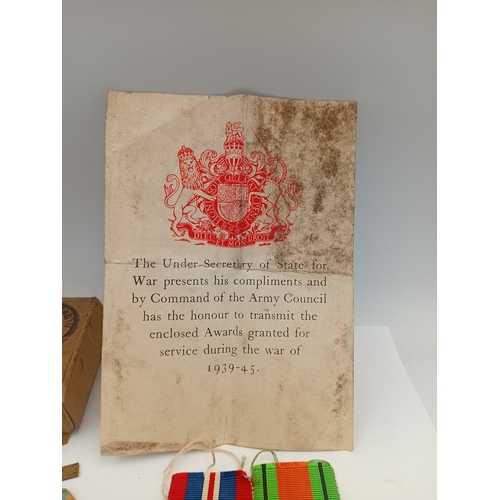 DIEU
ET MON DROIT
The Under-Secretary of State for
War presents his compliments and
by Command of the Army Council
has the honour to transmit the
enclosed Awards granted for
service during the war of
1939-45.